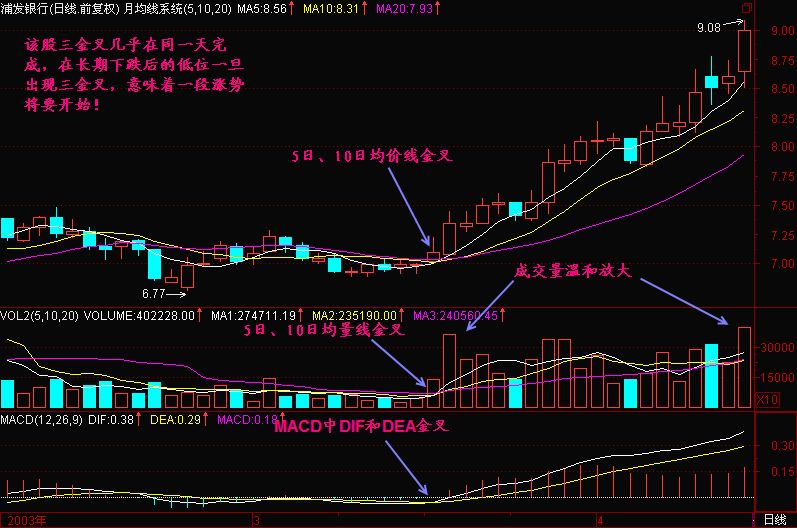 浦发银行(日线.前复权) 月均线系统(5,10,20) MA5:8.56↑ MA10:8.31↑ MA20:7.93↑
9.08
9.00
该股三金叉几乎在同一天完
成，在长期下跌后的低位一旦
出现三金叉，意味着一段涨势
将要开始！
8.75
8.50
8.25
8.00
5日、10日均价线金叉
7.75
7.50
7.25
成交量温和放大
7.00
6.77
VOL2(5,10,20) VOLUME:402228.00↑ MA1:274711.19↑ MA2:235190.00↑ MA3:240560.45↑
5日、10日均量线金叉
30000
15000
X10
MACD(12,26,9) DIF:0.38↑ DEA:0.29↑ MACD:0.18↑
MACD中DIF和DEA金叉
0.30
0.15
2003年 3 4 日线